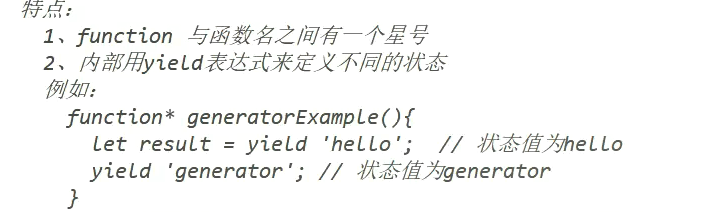 特点：
1、function 与函数名之间有一个星号
2、内部用yield表达式来定义不同的状态
例如：
function* generatorExample(){
let result = yield 'hello';  // 状态值为hello
yield 'generator'; // 状态值为generator
}